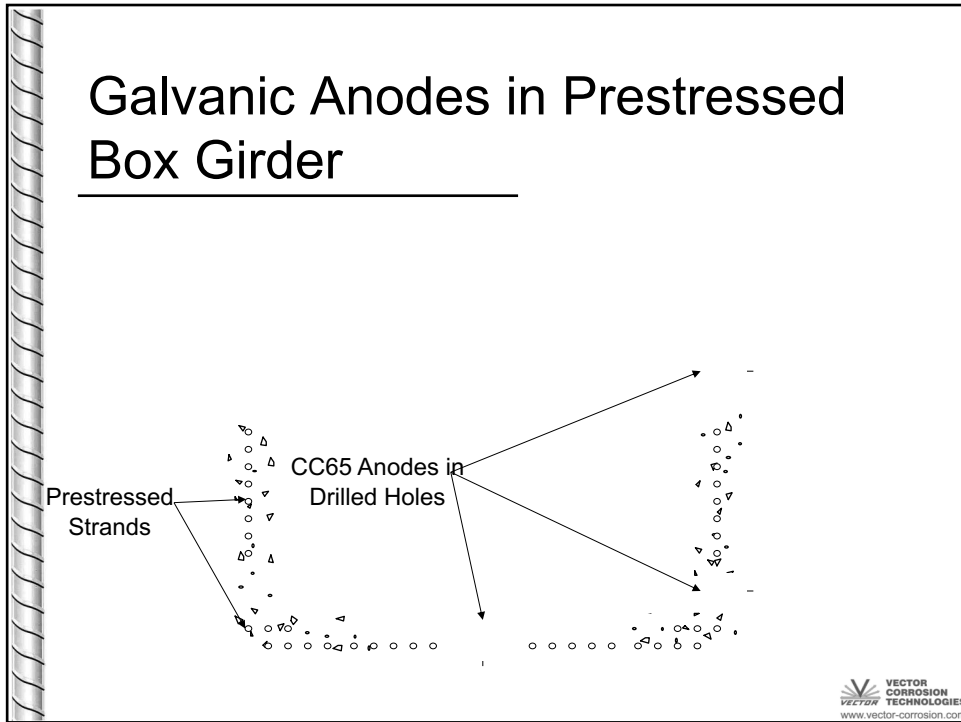 Galvanic Anodes in Prestressed
Box Girder
CC65 Anodes in
Drilled Holes
Prestressed
Strands
VECTOR
VECTOR
CORROSION
TECHNOLOGIES
www.vector-corrosion.com